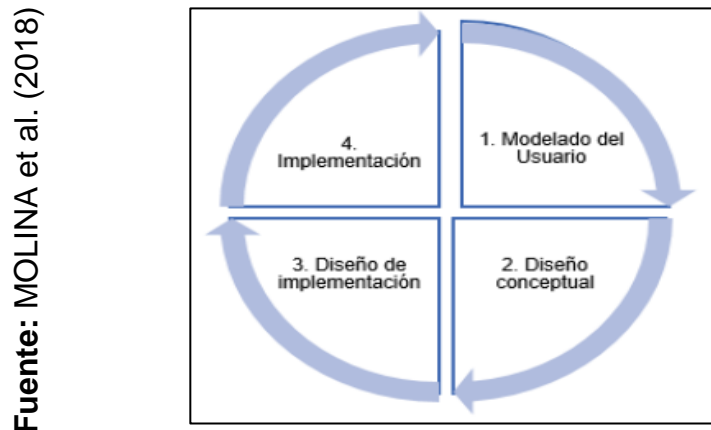 Fuente: MOLINA et al. (2018)
4.
Implementación
1. Modelado del
Usuario
3. Diseño de
implementación
2. Diseño
conceptual